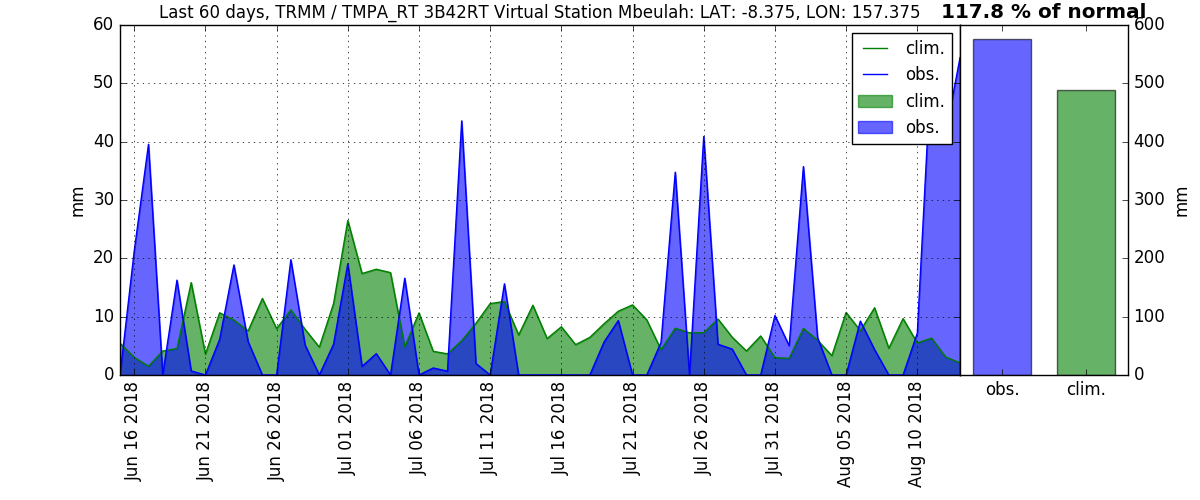 Last 60 days, TRMM / TMPA_RT 3B42RT Virtual Station Mbeulah: LAT: -8.375, LON: 157.375
117.8 % of normal
60
50
40
30
20
10
0
mm
clim.
obs.
clim.
obs.
600
500
400
300
200
100
0
mm
Jun 16 2018
Jun 21 2018
Jun 26 2018
Jul 01 2018
Jul 06 2018
Jul 11 2018
Jul 16 2018
Jul 21 2018
Jul 26 2018
Jul 31 2018
Aug 05 2018
Aug 10 2018
obs.
clim.